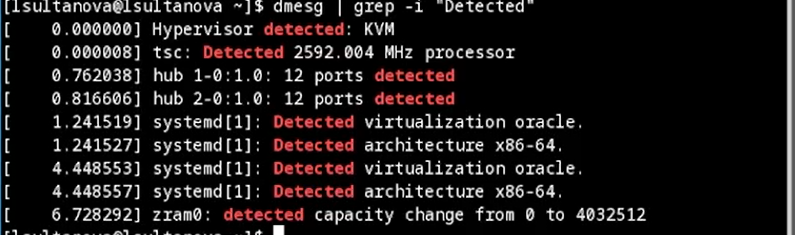 [lsultanova@lsultanova ~]$ dmesg | grep -i "Detected"
[    0.000000] Hypervisor detected: KVM
[    0.000008] tsc: Detected 2592.004 MHz processor
[    0.762038] hub 1-0:1.0: 12 ports detected
[    0.816606] hub 2-0:1.0: 12 ports detected
[    1.241519] systemd[1]: Detected virtualization oracle.
[    1.241527] systemd[1]: Detected architecture x86-64.
[    4.448553] systemd[1]: Detected virtualization oracle.
[    4.448557] systemd[1]: Detected architecture x86-64.
[    6.728292] zram0: detected capacity change from 0 to 4032512
[lsultanova@lsultanova ~]$